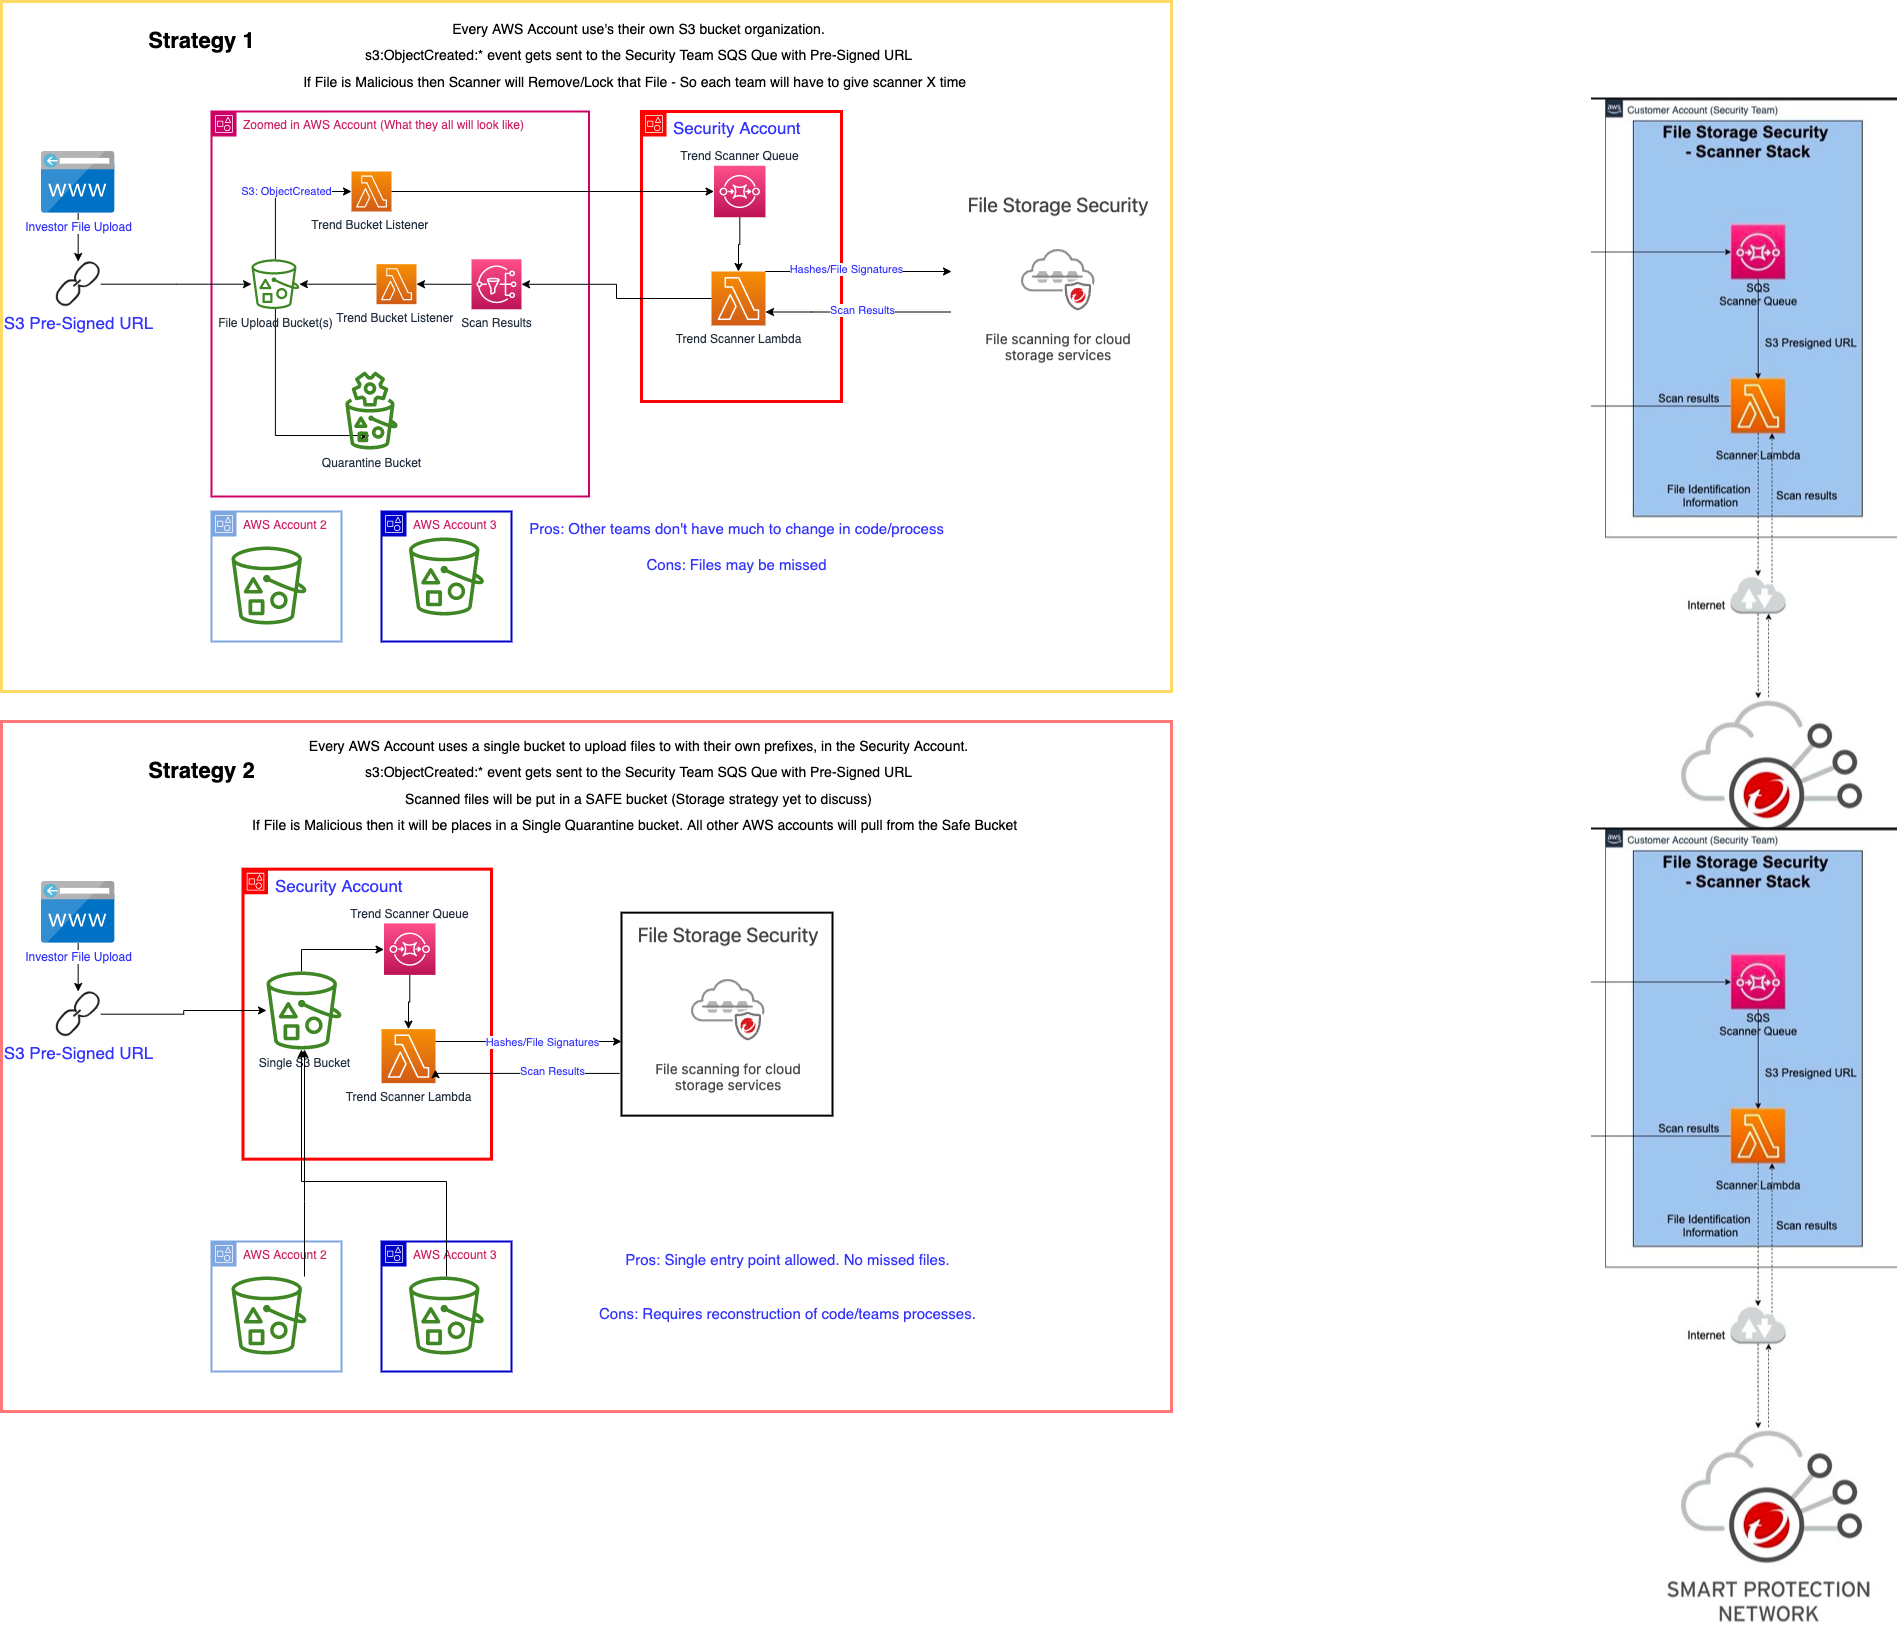 Strategy 1
Every AWS Account use's their own S3 bucket organization.
s3:ObjectCreated:* event gets sent to the Security Team SQS Que with Pre-Signed URL
If File is Malicious then Scanner will Remove/Lock that File - So each team will have to give scanner X time
Zoomed in AWS Account (What they all will look like)
Security Account
Trend Scanner Queue
WWW
Investor File Upload
S3 Pre-Signed URL
S3: ObjectCreated
Trend Bucket Listener
File Upload Bucket(s)
Trend Bucket Listener
Scan Results
Trend Scanner Lambda
Hashes/File Signatures
Scan Results
File Storage Security
File scanning for cloud
storage services
Quarantine Bucket
AWS Account 2
AWS Account 3
Pros: Other teams don't have much to change in code/process
Cons: Files may be missed
Strategy 2
Every AWS Account uses a single bucket to upload files to with their own prefixes, in the Security Account.
s3:ObjectCreated:* event gets sent to the Security Team SQS Que with Pre-Signed URL
Scanned files will be put in a SAFE bucket (Storage strategy yet to discuss)
If File is Malicious then it will be places in a Single Quarantine bucket. All other AWS accounts will pull from the Safe Bucket
Security Account
Trend Scanner Queue
WWW
Investor File Upload
S3 Pre-Signed URL
Single S3 Bucket
Trend Scanner Lambda
Hashes/File Signatures
Scan Results
File Storage Security
File scanning for cloud
storage services
AWS Account 2
AWS Account 3
Pros: Single entry point allowed. No missed files.
Cons: Requires reconstruction of code/teams processes.
aws
Customer Account (Security Team)
File Storage Security
- Scanner Stack
SQS
Scanner Queue
S3 Presigned URL
Scan results
Scanner Lambda
File Identification
Information
Scan results
Internet
aws
Customer Account (Security Team)
File Storage Security
- Scanner Stack
SQS
Scanner Queue
S3 Presigned URL
Scan results
Scanner Lambda
File Identification
Information
Scan results
Internet
SMART PROTECTION
NETWORK